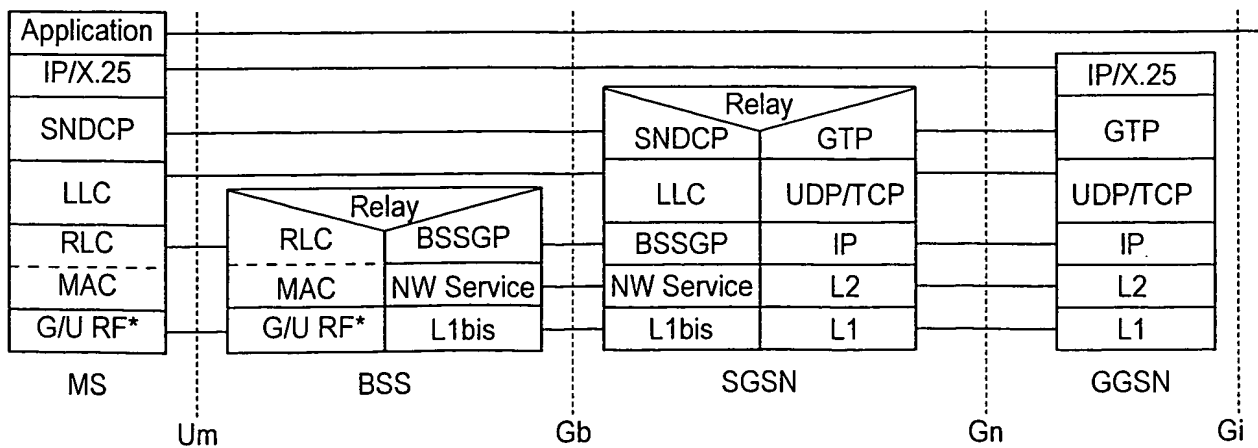 Application
IP/X.25
SNDCP
LLC
RLC
MAC
G/U RF*
MS
Relay
RLC
BSSGP
MAC
NW Service
G/U RF*
L1bis
BSS
Relay
SNDCP
GTP
LLC
UDP/TCP
BSSGP
IP
NW Service
L2
L1bis
L1
SGSN
IP/X.25
GTP
UDP/TCP
IP
L2
L1
GGSN
Um
Gb
Gn
Gi